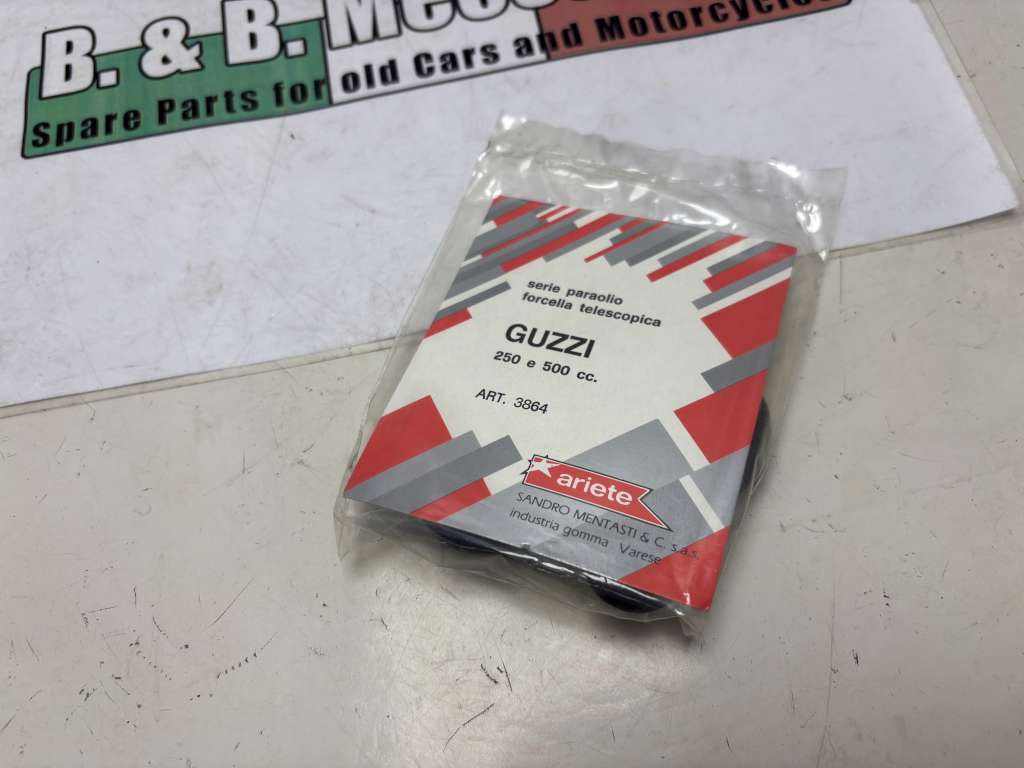 B. & B.
Spare Parts for old Cars and Motorcycles
serie paraolio
forcella telescopica
GUZZI
250 e 500 cc.
ART. 3864
ariete
SANDRO MENTASTI & C. s.a.s.
industria gomma Varese